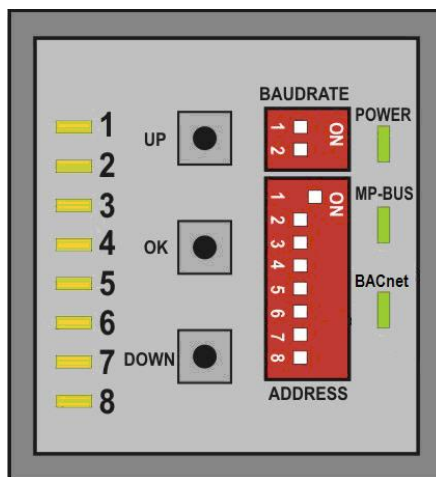 1
2
3
4
5
6
7
8
UP
OK
DOWN
BAUDRATE
1
2
ON
1
2
3
4
5
6
7
8
ON
ADDRESS
POWER
MP-BUS
BACnet